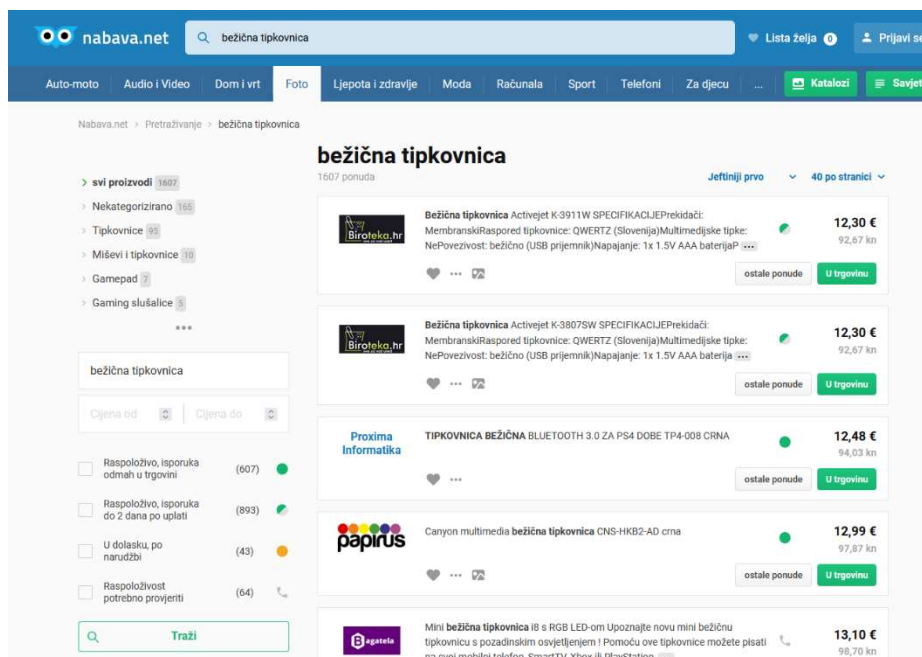 nabava.net
bežična tipkovnica
Lista želja 0
Prijavi se
Auto-moto Audio i Video Dom i vrt Foto Ljepota i zdravlje Moda Računala Sport Telefoni Za djecu ... Katalozi Savjet
Nabava.net > Pretraživanje > bežična tipkovnica
bežična tipkovnica
1607 ponuda
Jeftiniji prvo
40 po stranici
> svi proizvodi 1607
> Nekategorizirano 165
> Tipkovnice 95
> Miševi i tipkovnice 10
> Gamepad 7
> Gaming slušalice 5
•••
bežična tipkovnica
Cijena od
Cijena do
Raspoloživo, isporuka
odmah u trgovini
(607)
Raspoloživo, isporuka
do 2 dana po uplati
(893)
U dolasku, po
narudžbi
(43)
Raspoloživost
potrebno provjeriti
(64)
Traži
Biroteka.hr
Bežična tipkovnica Activejet K-3911W SPECIFIKACIJEPrekidači:
MembranskiRaspored tipkovnice: QWERTZ (Slovenija)Multimedijske tipke:
NePovezivost: bežično (USB prijemnik)Napajanje: 1x 1.5V AAA baterijaP ...
12,30 €
92,67 kn
ostale ponude
U trgovinu
Biroteka.hr
Bežična tipkovnica Activejet K-3807SW SPECIFIKACIJEPrekidači:
MembranskiRaspored tipkovnice: QWERTZ (Slovenija)Multimedijske tipke:
NePovezivost: bežično (USB prijemnik)Napajanje: 1x 1.5V AAA baterija ...
12,30 €
92,67 kn
ostale ponude
U trgovinu
Proxima
Informatika
TIPKOVNICA BEŽIČNA BLUETOOTH 3.0 ZA PS4 DOBE TP4-008 CRNA
12,48 €
94,03 kn
ostale ponude
U trgovinu
papirus
Canyon multimedia bežična tipkovnica CNS-HKB2-AD crna
12,99 €
97,87 kn
ostale ponude
U trgovinu
Bagatela
Mini bežična tipkovnica i8 s RGB LED-om Upoznajte novu mini bežičnu
tipkovnicu s pozadinskim osvjetljenjem ! Pomoću ove tipkovnice možete pisati
na svoj mobilni telefon, SmartTV, Xbox ili PlayStation ...
13,10 €
98,70 kn